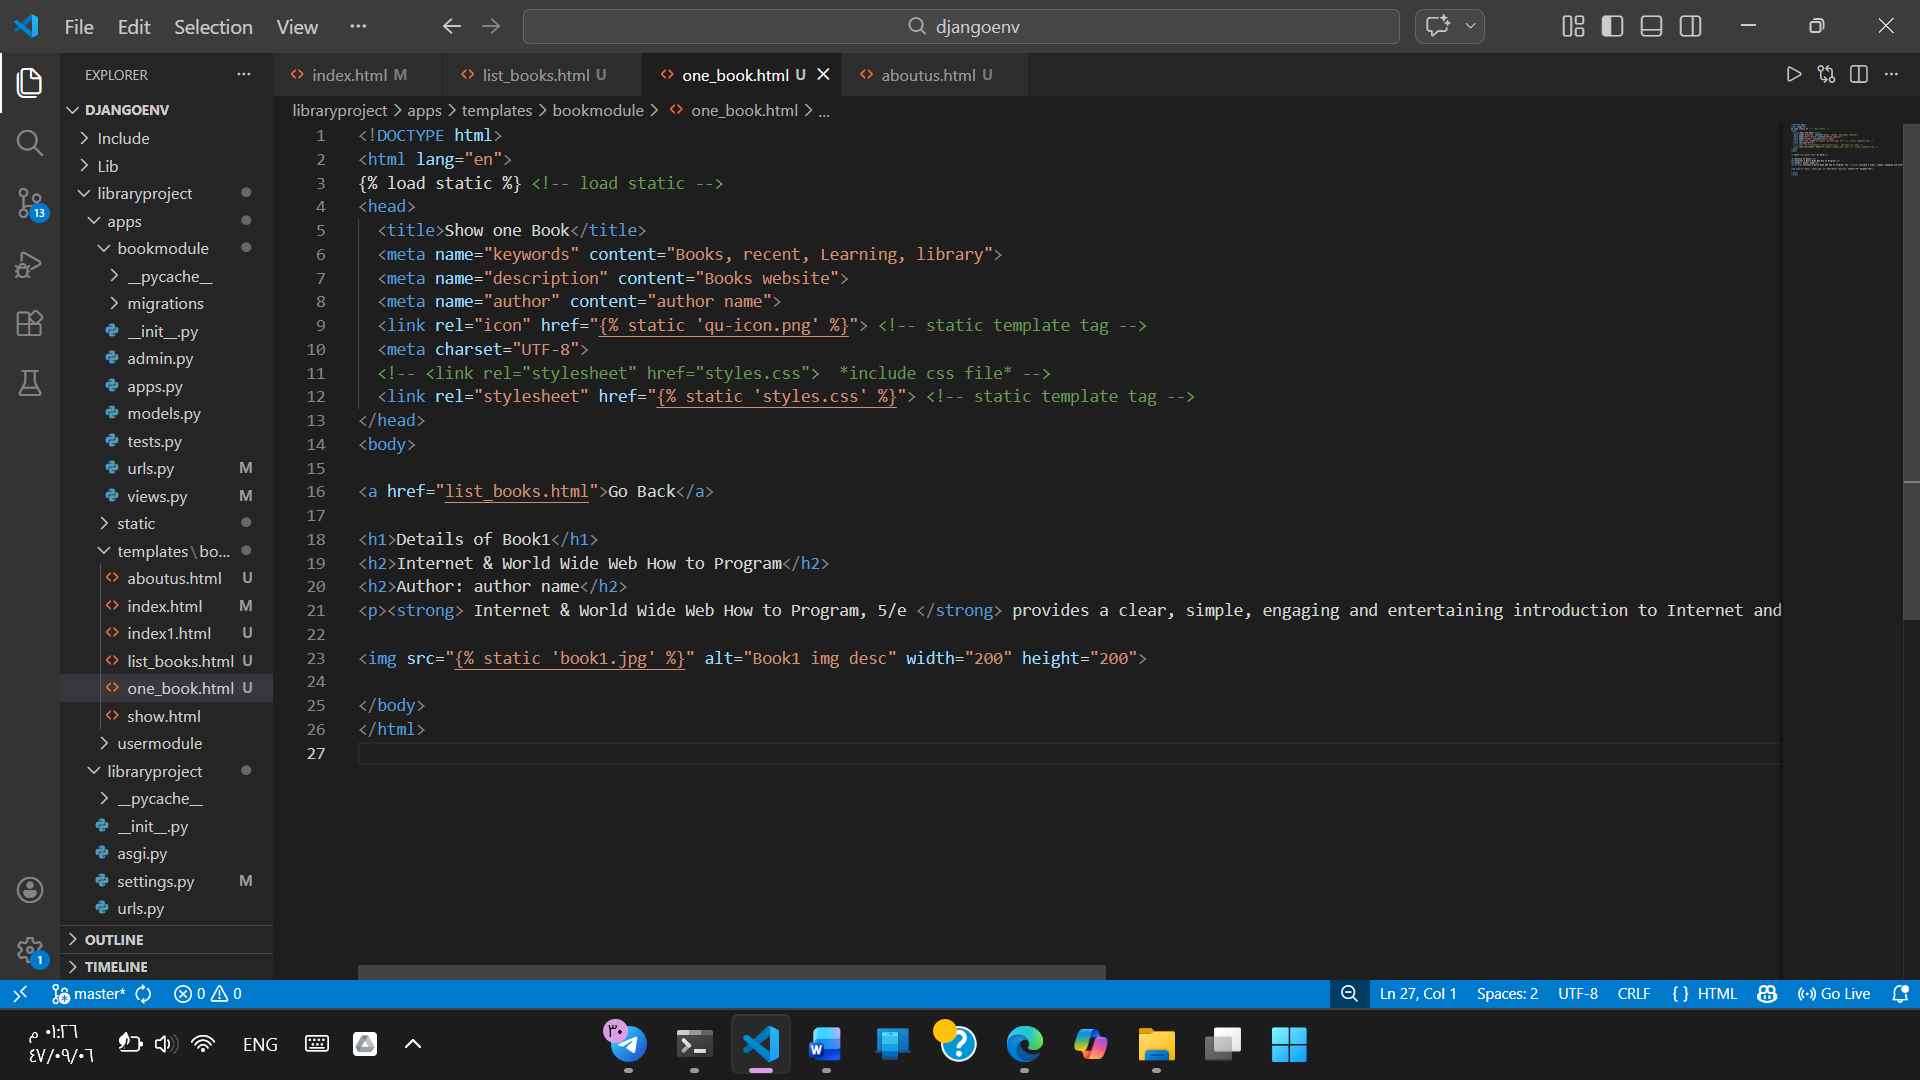 File Edit Selection View ··· djangoenv
EXPLORER ···
DJANGOENV
Include
Lib
libraryproject
apps
bookmodule
__pycache__
migrations
__init__.py
admin.py
apps.py
models.py
tests.py
urls.py M
views.py M
static
templates\bo...
aboutus.html U
index.html M
index1.html U
list_books.html U
one_book.html U
show.html
usermodule
libraryproject
__pycache__
__init__.py
asgi.py
settings.py M
urls.py
OUTLINE
TIMELINE
13
1
index.html M list_books.html U one_book.html U aboutus.html U
libraryproject > apps > templates > bookmodule > one_book.html > ...
1 <!DOCTYPE html>
2 <html lang="en">
3 {% load static %} <!-- load static -->
4 <head>
5 <title>Show one Book</title>
6 <meta name="keywords" content="Books, recent, Learning, library">
7 <meta name="description" content="Books website">
8 <meta name="author" content="author name">
9 <link rel="icon" href="{% static 'qu-icon.png' %}"> <!-- static template tag -->
10 <meta charset="UTF-8">
11 <!-- <link rel="stylesheet" href="styles.css"> *include css file* -->
12 <link rel="stylesheet" href="{% static 'styles.css' %}"> <!-- static template tag -->
13 </head>
14 <body>
15
16 <a href="list_books.html">Go Back</a>
17
18 <h1>Details of Book1</h1>
19 <h2>Internet & World Wide Web How to Program</h2>
20 <h2>Author: author name</h2>
21 <p><strong> Internet & World Wide Web How to Program, 5/e </strong> provides a clear, simple, engaging and entertaining introduction to Internet and
22
23 <img src="{% static 'book1.jpg' %}" alt="Book1 img desc" width="200" height="200">
24
25 </body>
26 </html>
27
master* 0 0 Ln 27, Col 1 Spaces: 2 UTF-8 CRLF { } HTML Go Live
٠١:٢٦ م
٤٧/٠٩/٠٦
ENG
٣٠